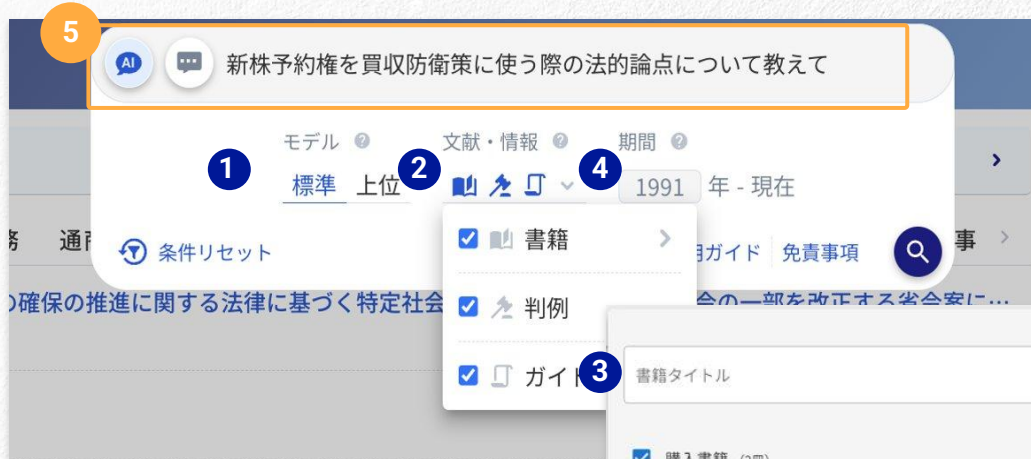 5
AI
新株予約権を買収防衛策に使う際の法的論点について教えて
モデル ? 文献・情報 ? 期間 ?
1 標準 上位 2 4 1991 年 - 現在
条件リセット 書籍 用ガイド 免責事項
務 通商 事
の確保の推進に関する法律に基づく特定社会 会の一部を改正する省令案に…
判例
ガイド 3 書籍タイトル
購入書籍